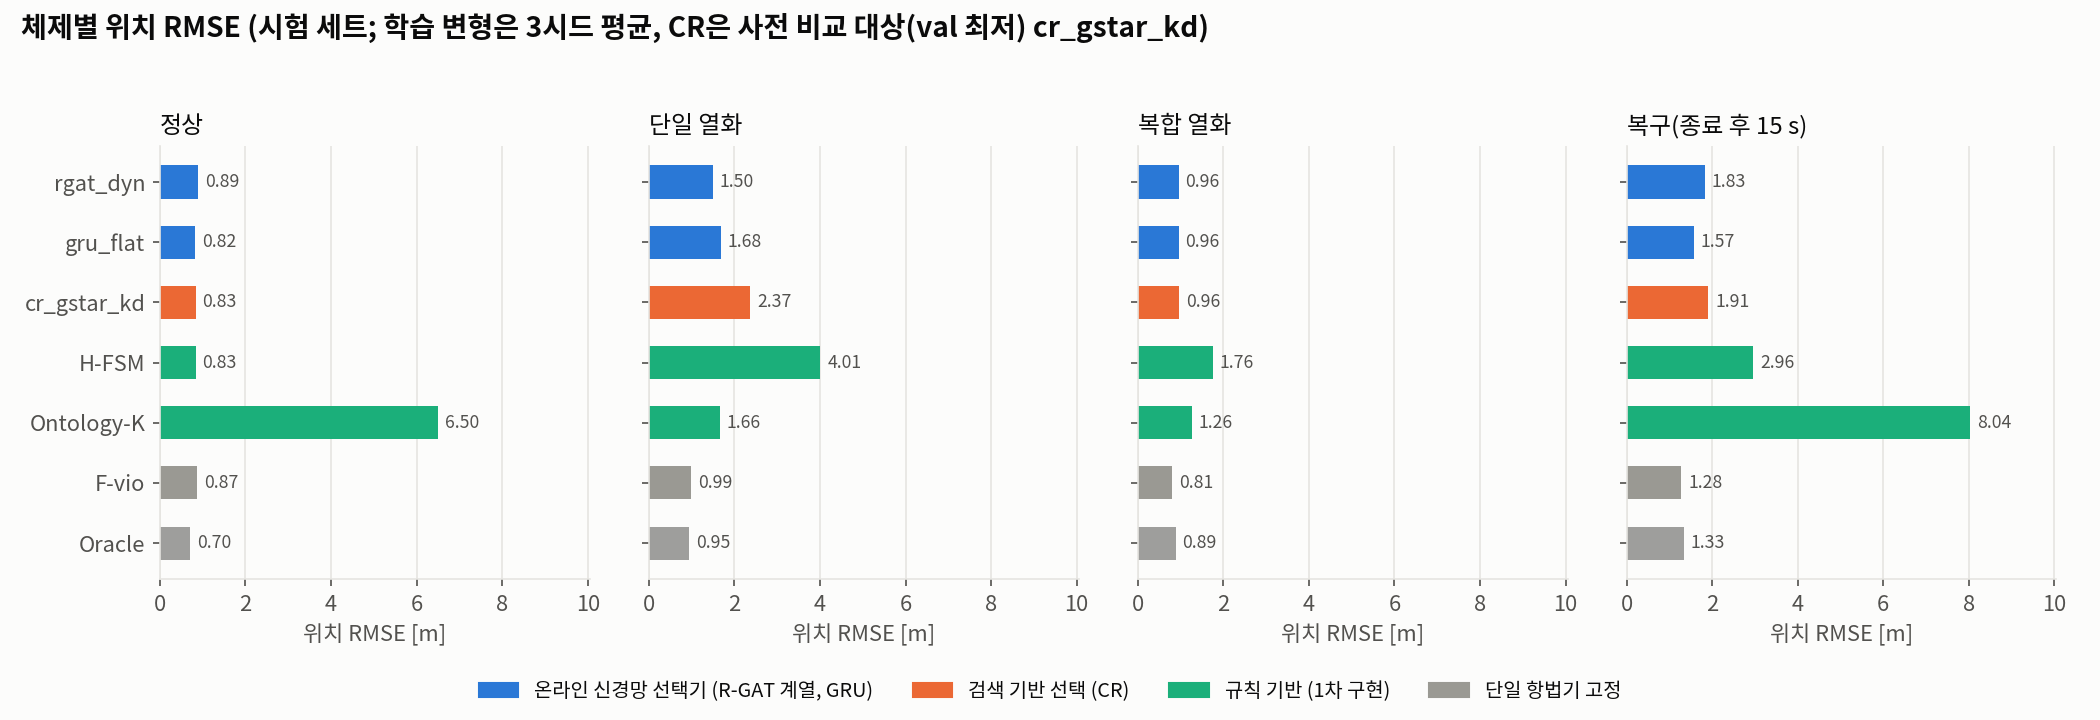 체제별 위치 RMSE (시험 세트; 학습 변형은 3시드 평균, CR은 사전 비교 대상(val 최저) cr_gstar_kd)
정상
단일 열화
복합 열화
복구(종료 후 15 s)
rgat_dyn
0.89
1.50
0.96
1.83
gru_flat
0.82
1.68
0.96
1.57
cr_gstar_kd
0.83
2.37
0.96
1.91
H-FSM
0.83
4.01
1.76
2.96
Ontology-K
6.50
1.66
1.26
8.04
F-vio
0.87
0.99
0.81
1.28
Oracle
0.70
0.95
0.89
1.33
0 2 4 6 8 10
0 2 4 6 8 10
0 2 4 6 8 10
0 2 4 6 8 10
위치 RMSE [m]
위치 RMSE [m]
위치 RMSE [m]
위치 RMSE [m]
온라인 신경망 선택기 (R-GAT 계열, GRU)
검색 기반 선택 (CR)
규칙 기반 (1차 구현)
단일 항법기 고정